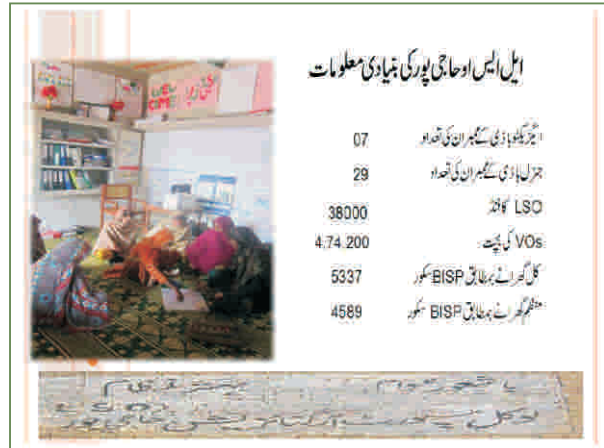 ایل ایس او حاجی پور کی بنیادی معلومات
ایگزیکٹو باڈی کے ممبران کی تعداد 07
جنرل باڈی کے ممبران کی تعداد 29
LSO کا فنڈ 38000
VOs کی بچت 4,74,200
کل گھرانے بمطابق BISP سکور 5337
منظم گھرانے بمطابق BISP سکور 4589